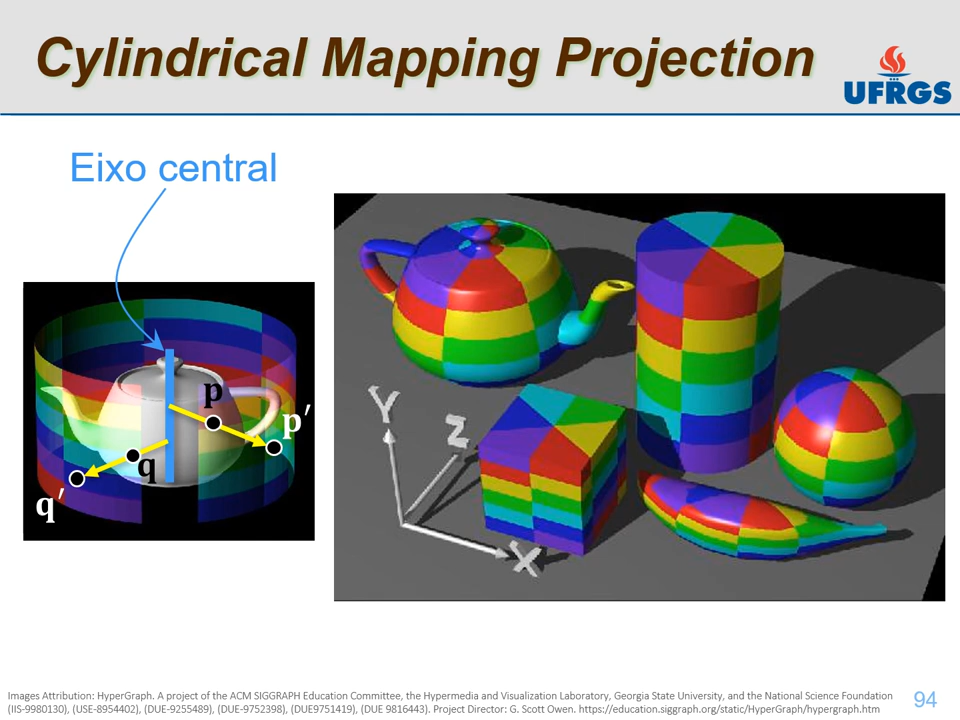 Cylindrical Mapping Projection
UFRGS
Eixo central
p
p′
q
q′
Y
Z
X
Images Attribution: HyperGraph. A project of the ACM SIGGRAPH Education Committee, the Hypermedia and Visualization Laboratory, Georgia State University, and the National Science Foundation
(IIS-9980130), (USE-8954402), (DUE-9255489), (DUE-9752398), (DUE9751419), (DUE 9816443). Project Director: G. Scott Owen. https://education.siggraph.org/static/HyperGraph/hypergraph.htm
94